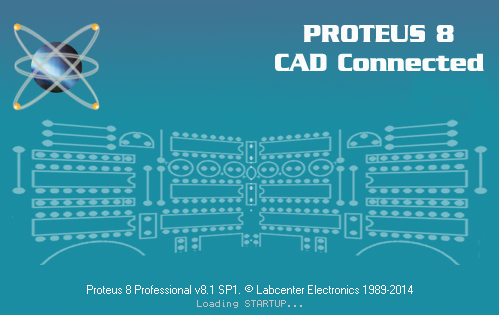 PROTEUS 8
CAD Connected
Proteus 8 Professional v8.1 SP1. © Labcenter Electronics 1989-2014
Loading STARTUP...